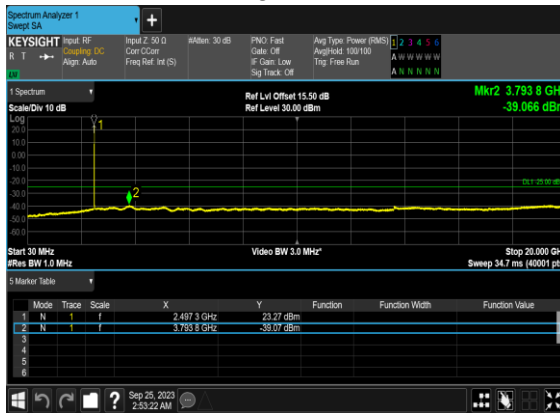 Spectrum Analyzer 1
Swept SA
KEYSIGHT Input: RF Input Z: 50 Ω #Atten: 30 dB PNO: Fast Avg Type: Power (RMS) 1 2 3 4 5 6
R T Coupling: DC Corr CCorr Gate: Off Avg|Hold: 100/100 A W W W W W
Align: Auto Freq Ref: Int (S) IF Gain: Low Trig: Free Run
Sig Track: Off A N N N N N
1 Spectrum
Ref Lvl Offset 15.50 dB Mkr2 3.793 8 GH
Scale/Div 10 dB Ref Level 30.00 dBm -39.066 dBr
Log
20.0
10.0
0.00
-10.0
-20.0
-30.0
-40.0
-50.0
-60.0
1
2
Start 30 MHz Video BW 3.0 MHz* Stop 20.000 GH
#Res BW 1.0 MHz Sweep 34.7 ms (40001 pt
5 Marker Table
Mode Trace Scale X Y Function Function Width Function Value
1 N 1 f 2.497 3 GHz 23.27 dBm
2 N 1 f 3.793 8 GHz -39.07 dBm
3
4
5
6
? Sep 25, 2023
2:53:22 AM